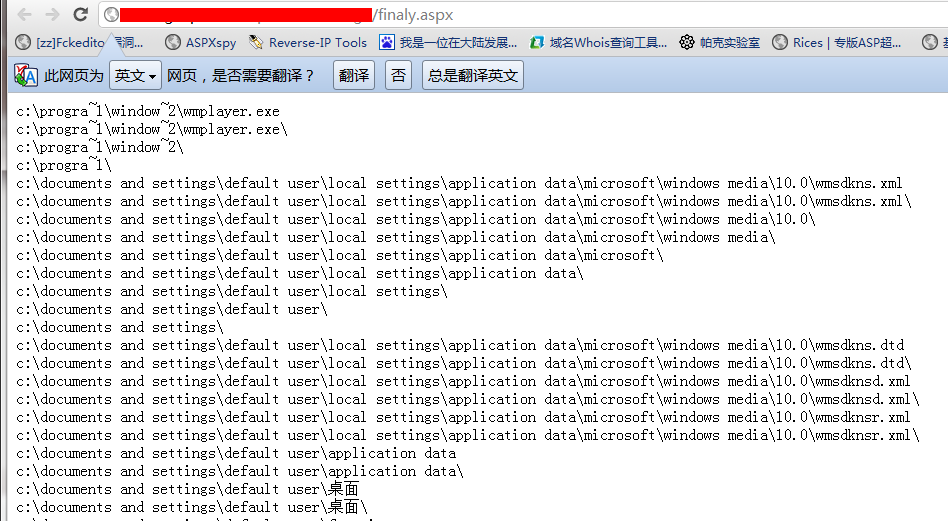 /finaly.aspx
[zz]Fckedito 漏洞... ASPXspy Reverse-IP Tools 我是一位在大陆发展... 域名Whois查询工具... 帕克实验室 Rices | 专版ASP超...
此网页为 英文 网页，是否需要翻译？ 翻译 否 总是翻译英文
c:\progra~1\window~2\wmplayer.exe
c:\progra~1\window~2\wmplayer.exe\
c:\progra~1\window~2\
c:\progra~1\
c:\documents and settings\default user\local settings\application data\microsoft\windows media\10.0\wmsdkns.xml
c:\documents and settings\default user\local settings\application data\microsoft\windows media\10.0\wmsdkns.xml\
c:\documents and settings\default user\local settings\application data\microsoft\windows media\10.0\
c:\documents and settings\default user\local settings\application data\microsoft\windows media\
c:\documents and settings\default user\local settings\application data\microsoft\
c:\documents and settings\default user\local settings\application data\
c:\documents and settings\default user\local settings\
c:\documents and settings\default user\
c:\documents and settings\
c:\documents and settings\default user\local settings\application data\microsoft\windows media\10.0\wmsdkns.dtd
c:\documents and settings\default user\local settings\application data\microsoft\windows media\10.0\wmsdkns.dtd\
c:\documents and settings\default user\local settings\application data\microsoft\windows media\10.0\wmsdknsd.xml
c:\documents and settings\default user\local settings\application data\microsoft\windows media\10.0\wmsdknsd.xml\
c:\documents and settings\default user\local settings\application data\microsoft\windows media\10.0\wmsdknsr.xml
c:\documents and settings\default user\local settings\application data\microsoft\windows media\10.0\wmsdknsr.xml\
c:\documents and settings\default user\application data
c:\documents and settings\default user\application data\
c:\documents and settings\default user\桌面
c:\documents and settings\default user\桌面\